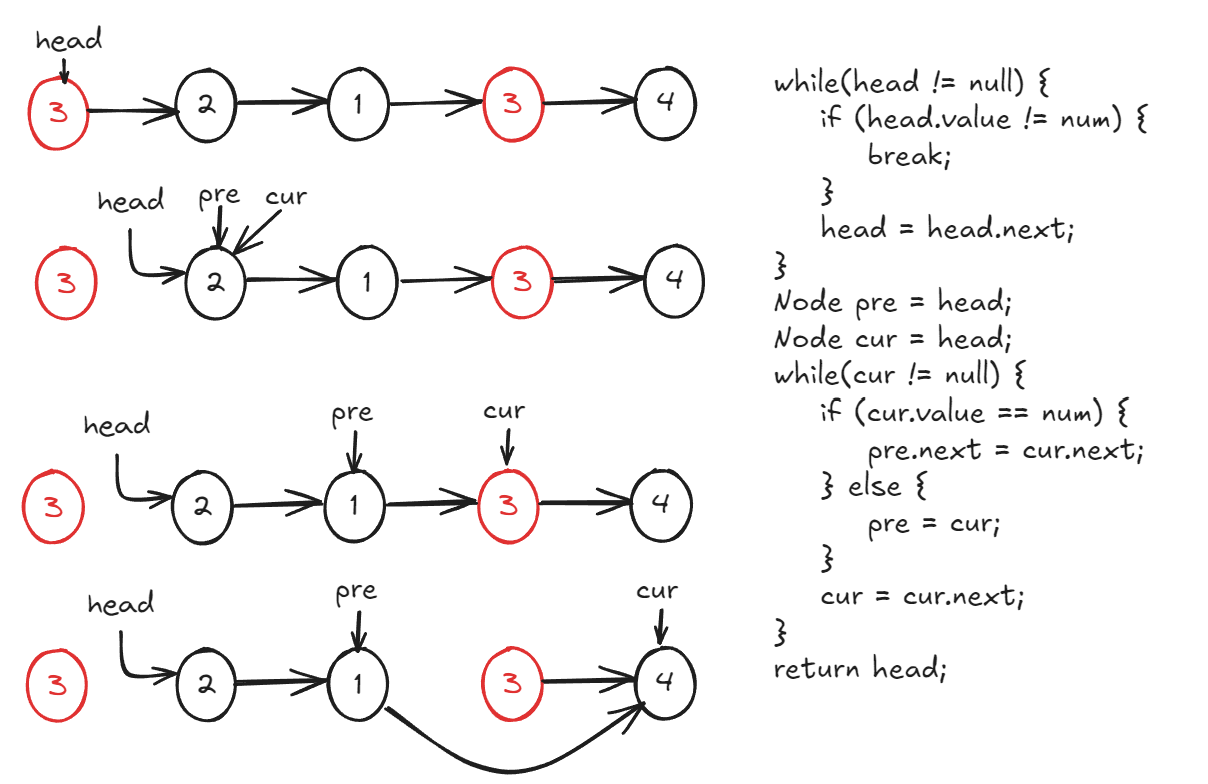 head
3 2 1 3 4
head pre cur
3 2 1 3 4
head pre cur
3 2 1 3 4
head pre cur
3 2 1 3 4
while(head != null) {
if (head.value != num) {
break;
}
head = head.next;
}
Node pre = head;
Node cur = head;
while(cur != null) {
if (cur.value == num) {
pre.next = cur.next;
} else {
pre = cur;
}
cur = cur.next;
}
return head;